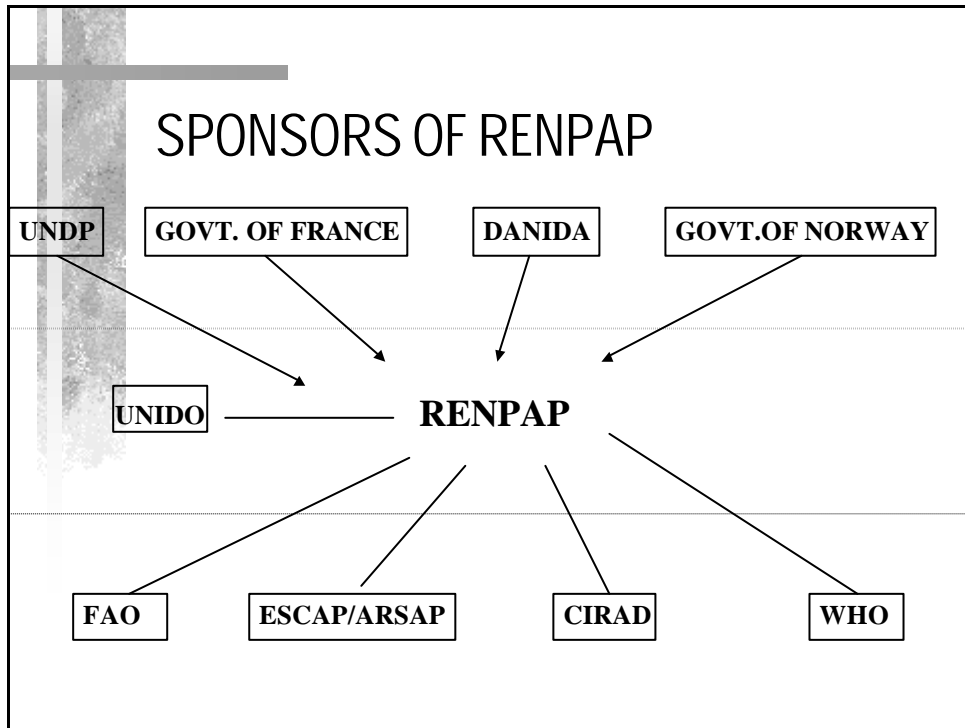 SPONSORS OF RENPAP
UNDP GOVT. OF FRANCE DANIDA GOVT.OF NORWAY
UNIDO RENPAP
FAO ESCAP/ARSAP CIRAD WHO